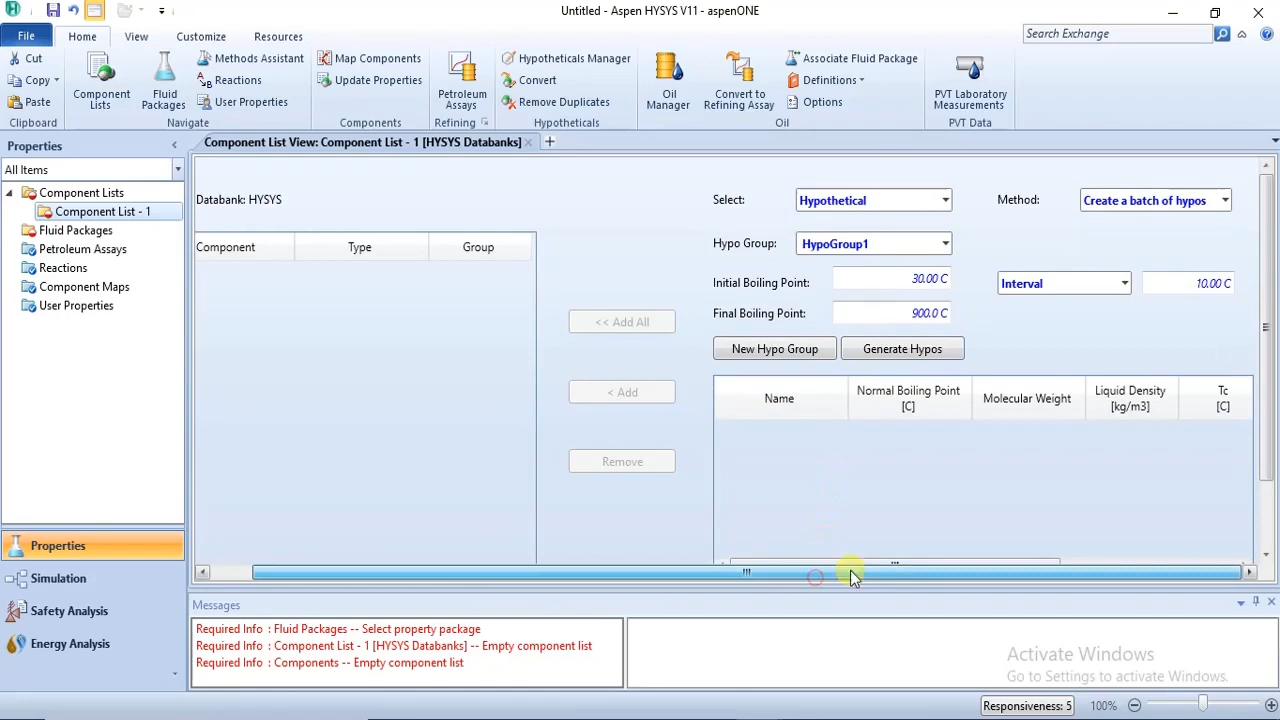 Untitled - Aspen HYSYS V11 - aspenONE
File
Home
View
Customize
Resources
Search Exchange
Cut
Copy
Paste
Clipboard
Component Lists
Fluid Packages
Methods Assistant
Reactions
User Properties
Navigate
Map Components
Update Properties
Components
Petroleum Assays
Refining
Hypotheticals Manager
Convert
Remove Duplicates
Hypotheticals
Oil Manager
Convert to Refining Assay
Associate Fluid Package
Definitions
Options
Oil
PVT Laboratory Measurements
PVT Data
Properties
All Items
Component Lists
Component List - 1
Fluid Packages
Petroleum Assays
Reactions
Component Maps
User Properties
Properties
Simulation
Safety Analysis
Energy Analysis
Component List View: Component List - 1 [HYSYS Databanks]
Databank: HYSYS
Component
Type
Group
<< Add All
< Add
Remove
Select:
Hypothetical
Method:
Create a batch of hypos
Hypo Group:
HypoGroup1
Initial Boiling Point:
30.00 C
Interval
10.00 C
Final Boiling Point:
900.0 C
New Hypo Group
Generate Hypos
Name
Normal Boiling Point [C]
Molecular Weight
Liquid Density [kg/m3]
Tc [C]
Messages
Required Info : Fluid Packages -- Select property package
Required Info : Component List - 1 [HYSYS Databanks] -- Empty component list
Required Info : Components -- Empty component list
Activate Windows
Go to Settings to activate Windows.
Responsiveness: 5
100%